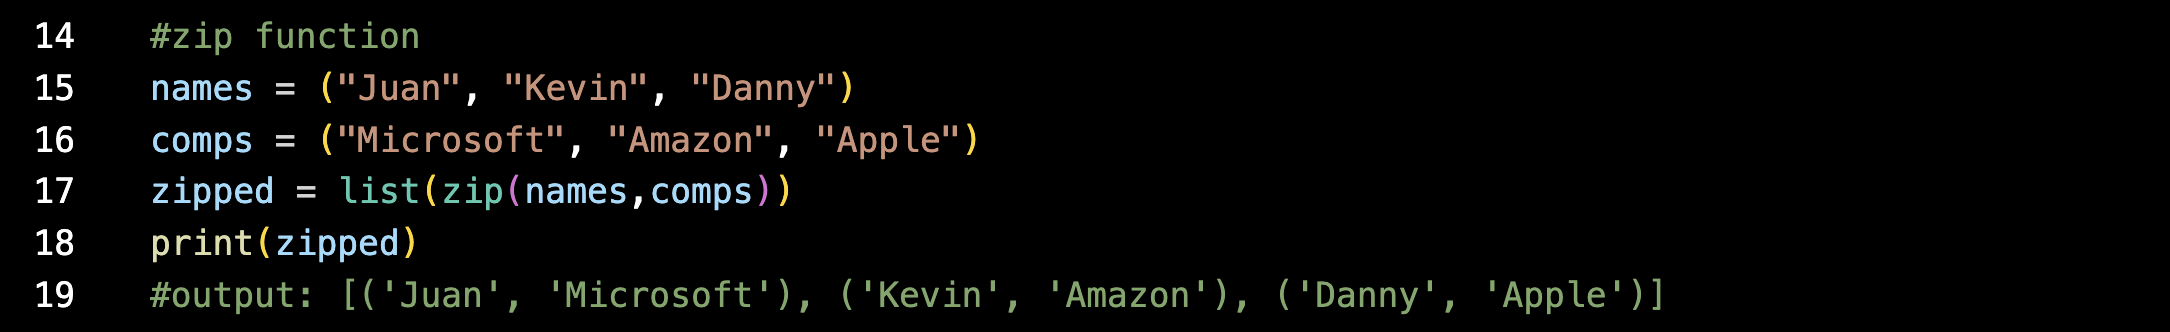 14 #zip function
15 names = ("Juan", "Kevin", "Danny")
16 comps = ("Microsoft", "Amazon", "Apple")
17 zipped = list(zip(names,comps))
18 print(zipped)
19 #output: [('Juan', 'Microsoft'), ('Kevin', 'Amazon'), ('Danny', 'Apple')]